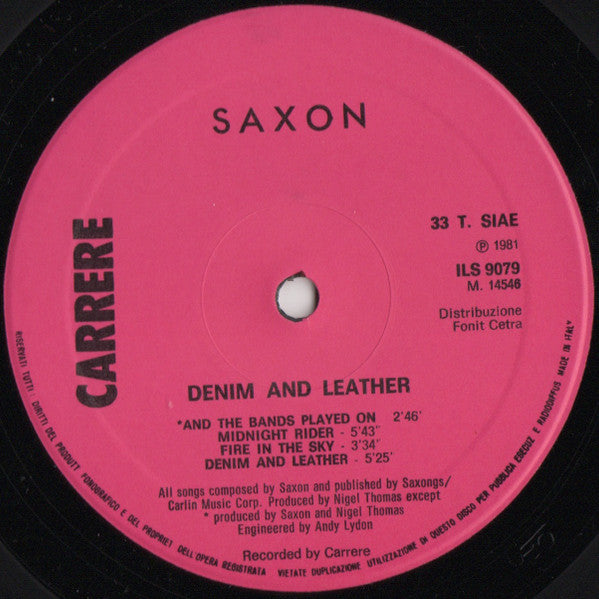 SAXON
CARRERE
33 T. SIAE
Ⓟ 1981
ILS 9079
M. 14546
Distribuzione
Fonit Cetra
DENIM AND LEATHER
*AND THE BANDS PLAYED ON 2'46'
MIDNIGHT RIDER - 5'43"
FIRE IN THE SKY - 3'34"
DENIM AND LEATHER - 5'25'
All songs composed by Saxon and published by Saxongs/
Carlin Music Corp. Produced by Nigel Thomas except
* produced by Saxon and Nigel Thomas
Engineered by Andy Lydon
Recorded by Carrere
RISERVATI TUTTI : DIRITTI DEL PRODUTT FONOGRAFICO E DEL PROPRIET DELL'OPERA REGISTRATA VIETATE DUPLICAZIONE UTILIZZAZIONE DI QUESTO DISCO PER PUBBLICA ESECUZ E RADIODIFFUS MADE IN ITALY